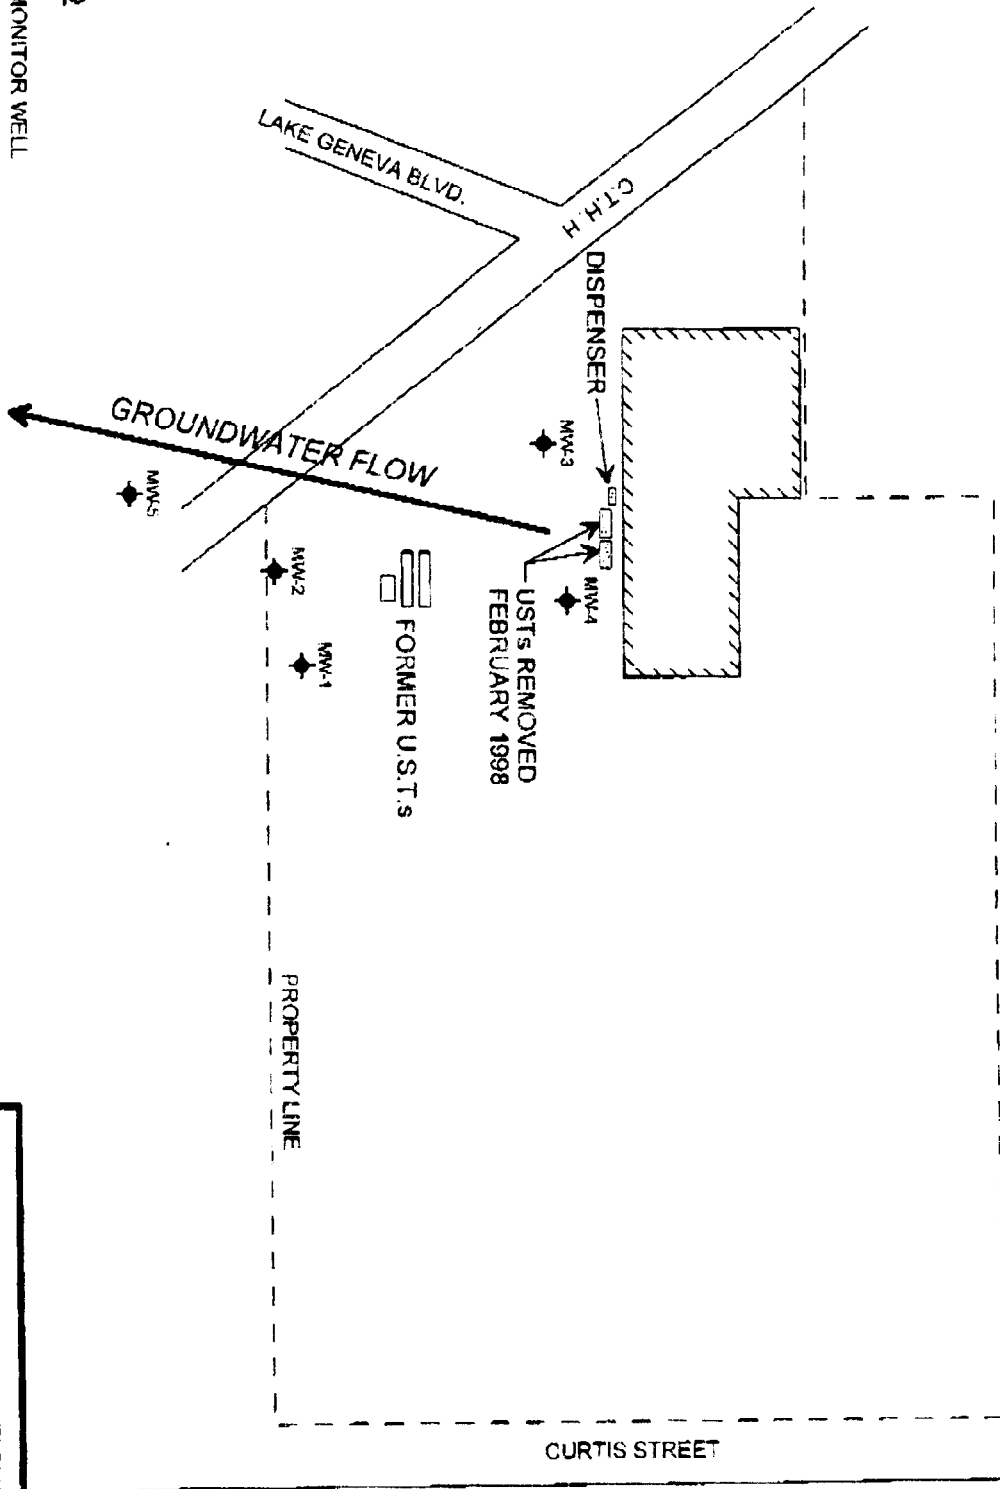 MONITOR WELL
LAKE GENEVA BLVD.
C.T.H. H
DISPENSER
GROUNDWATER FLOW
MW-3
MW-5
MW-2
MW-4
MW-1
USTs REMOVED
FEBRUARY 1998
FORMER U.S.T.s
PROPERTY LINE
CURTIS STREET